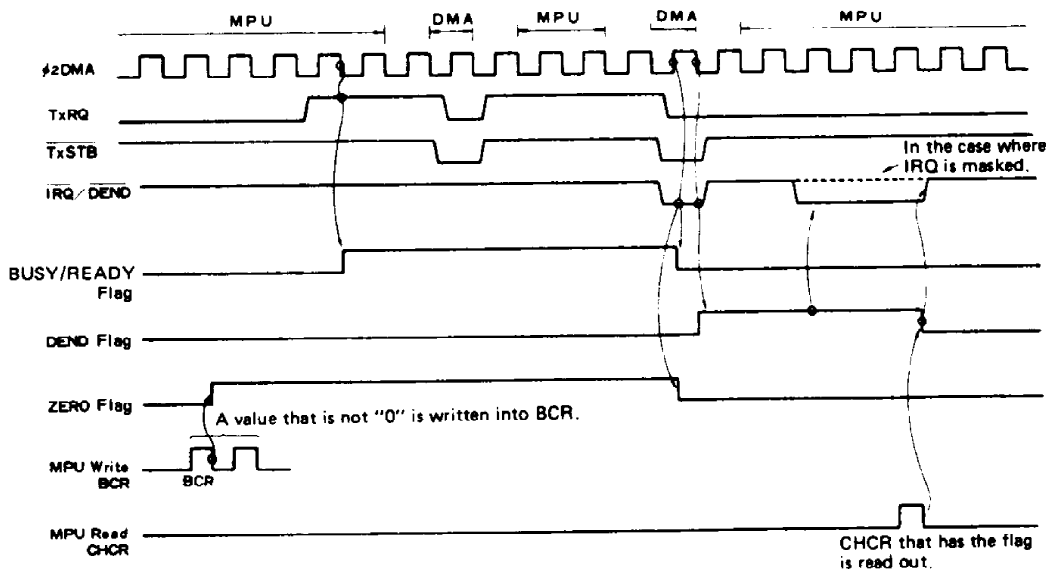 MPU DMA MPU DMA MPU
ϕ2DMA
TxRQ
TxSTB
In the case where
IRQ is masked.
IRQ/DEND
BUSY/READY
Flag
DEND Flag
ZERO Flag
A value that is not "0" is written into BCR.
MPU Write
BCR
BCR
MPU Read
CHCR
CHCR that has the flag
is read out.